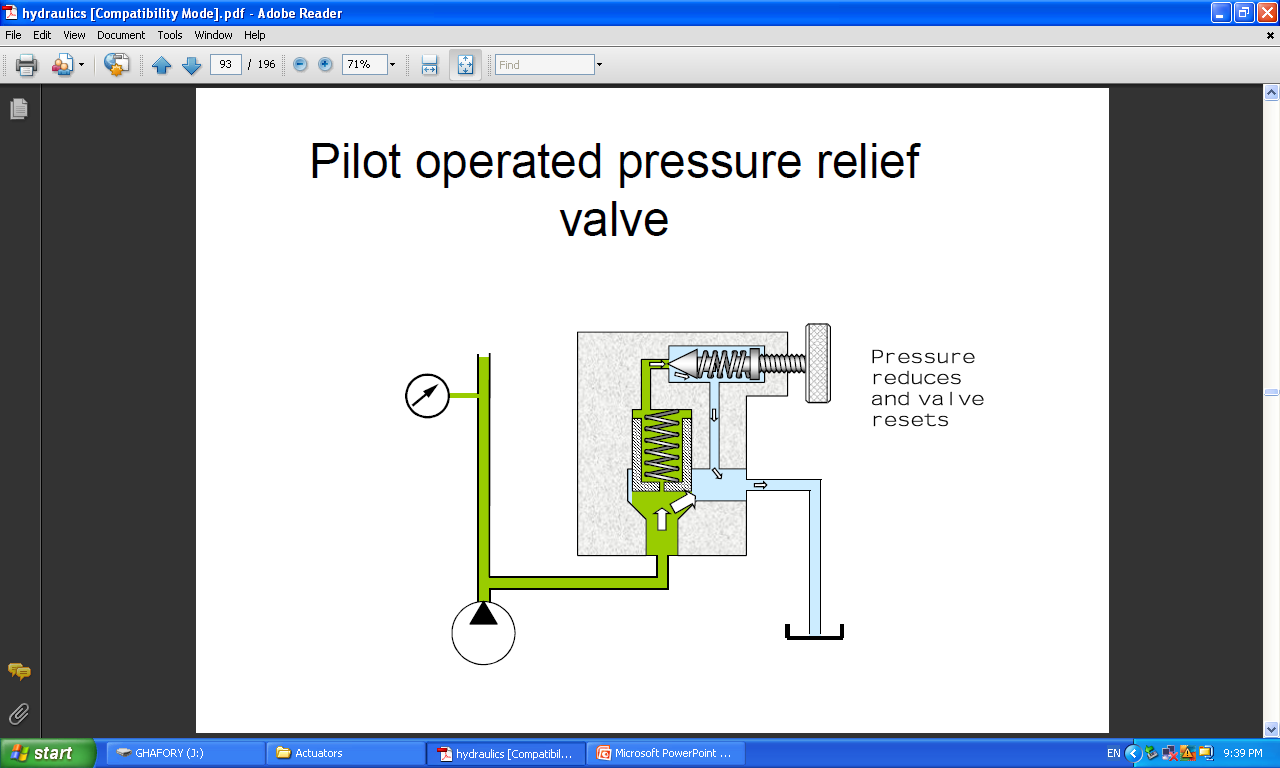 hydraulics [Compatibility Mode].pdf - Adobe Reader
File Edit View Document Tools Window Help
93 / 196 71% Find
Pilot operated pressure relief
valve
Pressure
reduces
and valve
resets
start GHAFORY (J:) Actuators hydraulics [Compatibil... Microsoft PowerPoint ... EN 9:39 PM